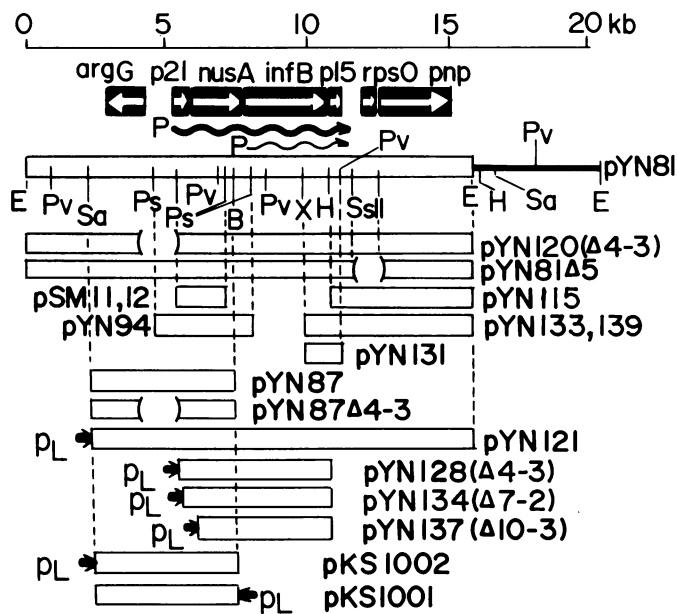 0 5 10 15 20 kb
argG p21 nusA infB p15 rpsO pnp
P
P Pv
Pv
pYN81
E Pv Sa Ps Ps Pv B Pv X H SsII E H Sa E
pYN120(Δ4-3)
pYN81Δ5
pSM11,12 pYN115
pYN94 pYN133,139
pYN131
pYN87
pYN87Δ4-3
pL pYN121
pL pYN128(Δ4-3)
pL pYN134(Δ7-2)
pL pYN137(Δ10-3)
pL pKS1002
pL pKS1001